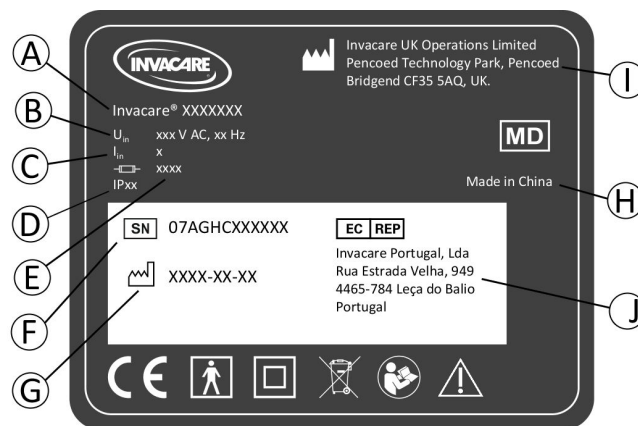 INVACARE
Invacare UK Operations Limited
Pencoed Technology Park, Pencoed
Bridgend CF35 5AQ, UK.
Invacare® XXXXXXX
Uin xxx V AC, xx Hz
Iin x
xxxx
IPxx
MD
Made in China
SN 07AGHCXXXXXX
XXXX-XX-XX
EC REP
Invacare Portugal, Lda
Rua Estrada Velha, 949
4465-784 Leça do Balio
Portugal
CE
A
B
C
D
E
F
G
I
H
J